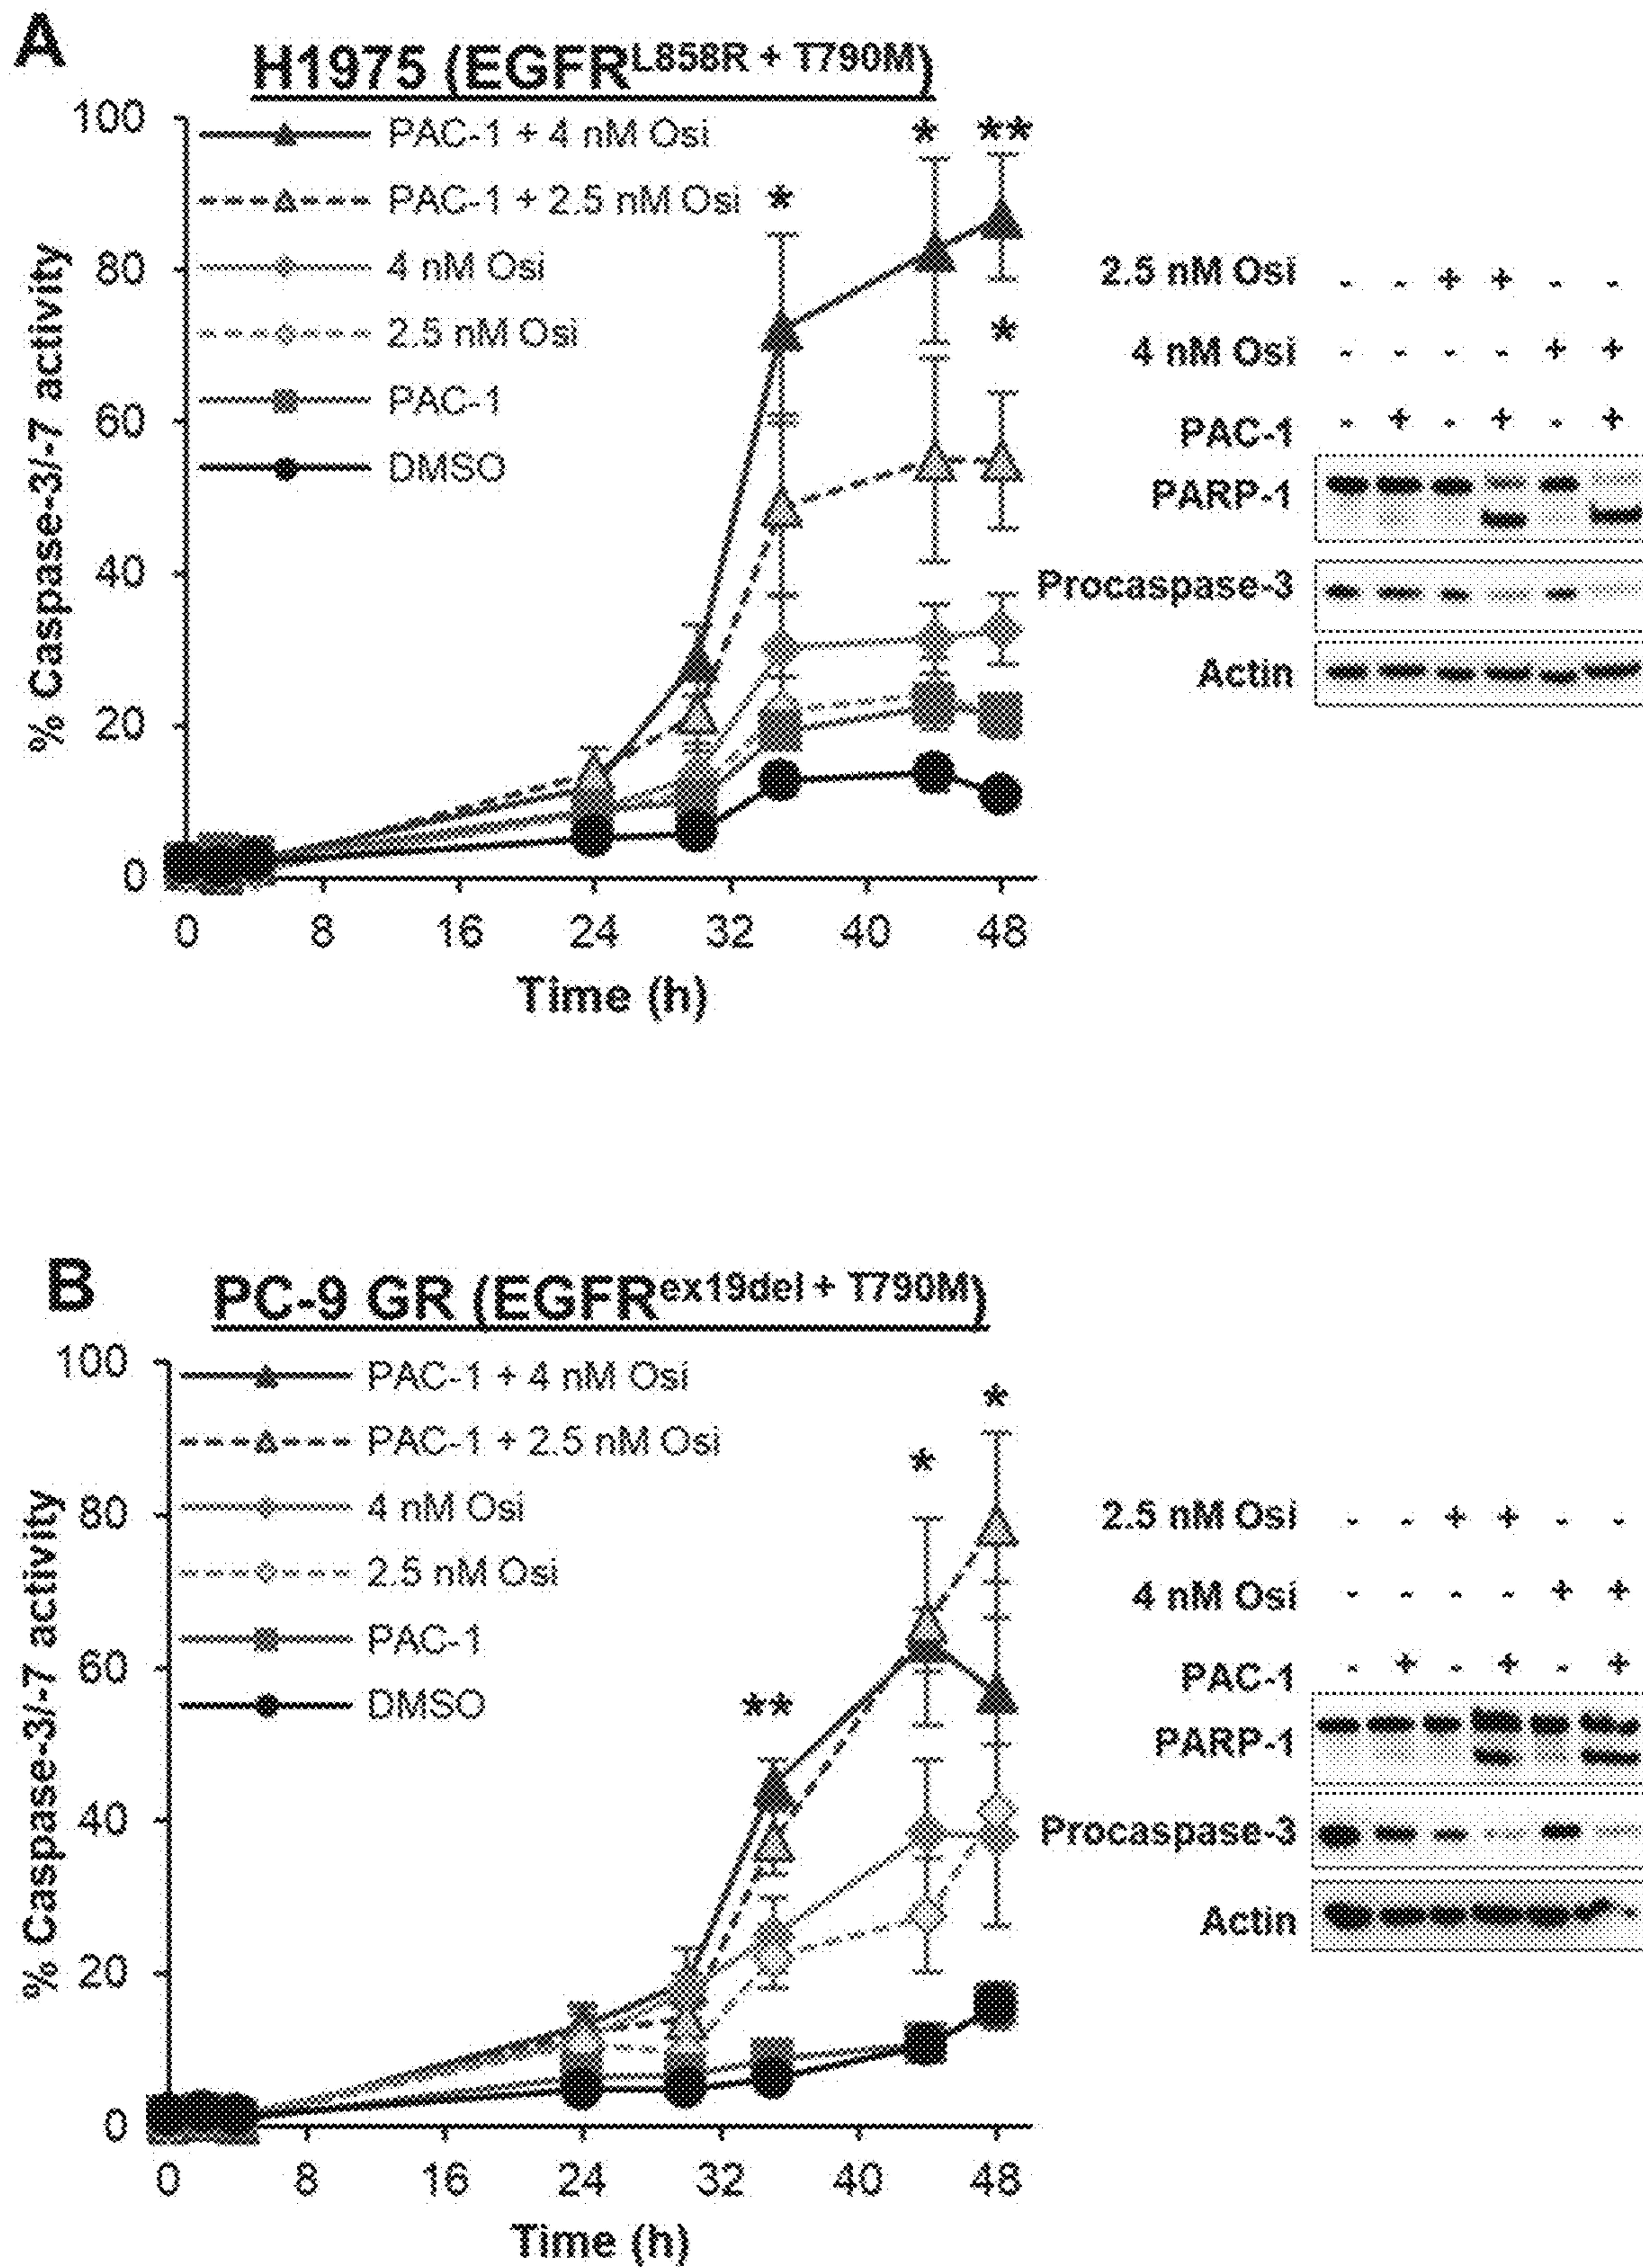 A
H1975 (EGFR^L858R + T790M)
100
80
60
40
20
0
% Caspase-3/-7 activity
PAC-1 + 4 nM Osi
PAC-1 + 2.5 nM Osi
4 nM Osi
2.5 nM Osi
PAC-1
DMSO
*
*
**
*
0 8 16 24 32 40 48
Time (h)
2.5 nM Osi - - + + - -
4 nM Osi - - - - + +
PAC-1 - + - + - +
PARP-1
Procaspase-3
Actin
B
PC-9 GR (EGFR^ex19del + T790M)
100
80
60
40
20
0
% Caspase-3/-7 activity
PAC-1 + 4 nM Osi
PAC-1 + 2.5 nM Osi
4 nM Osi
2.5 nM Osi
PAC-1
DMSO
**
*
*
0 8 16 24 32 40 48
Time (h)
2.5 nM Osi - - + + - -
4 nM Osi - - - - + +
PAC-1 - + - + - +
PARP-1
Procaspase-3
Actin